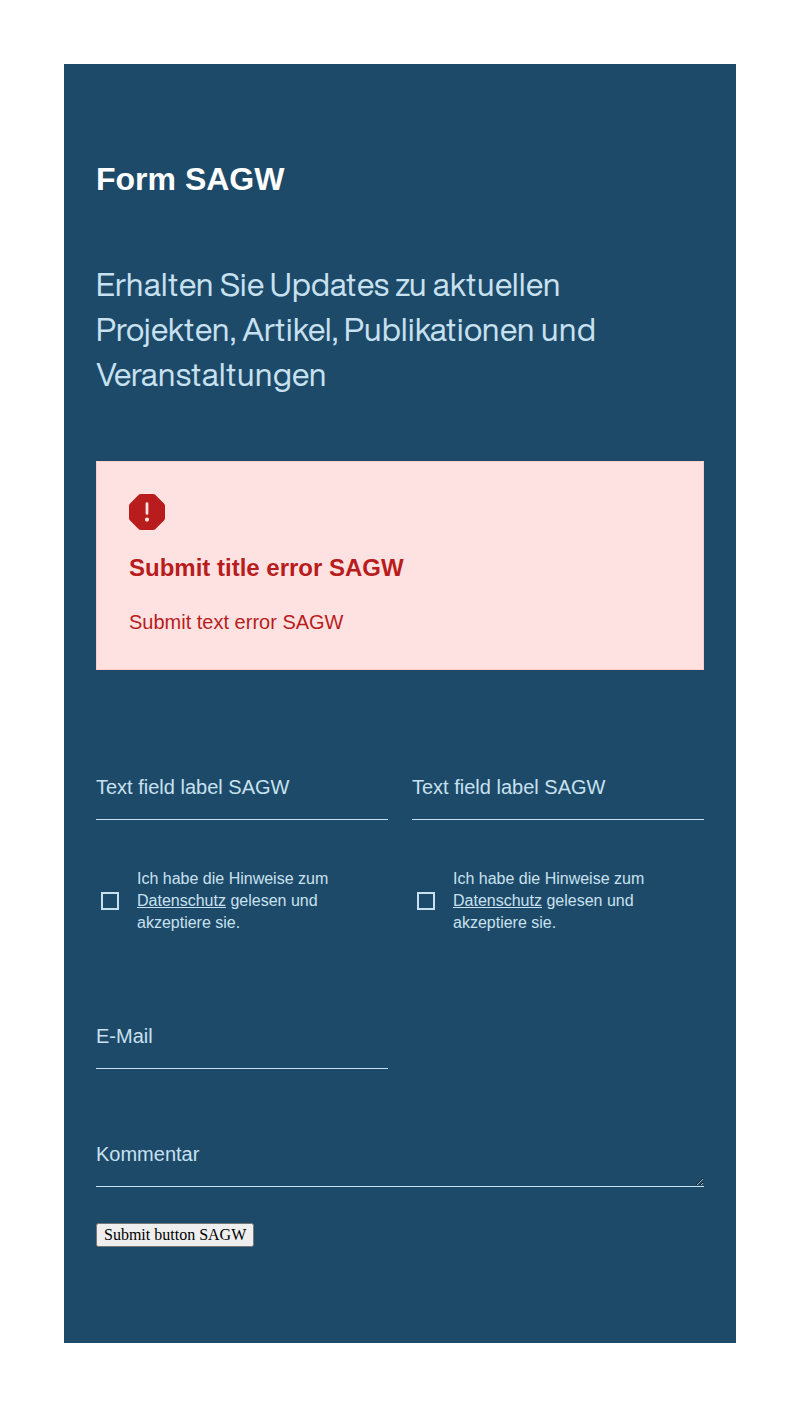 Form SAGW
Erhalten Sie Updates zu aktuellen
Projekten, Artikel, Publikationen und
Veranstaltungen
Submit title error SAGW
Submit text error SAGW
Text field label SAGW
Text field label SAGW
Ich habe die Hinweise zum
Datenschutz gelesen und
akzeptiere sie.
Ich habe die Hinweise zum
Datenschutz gelesen und
akzeptiere sie.
E-Mail
Kommentar
Submit button SAGW